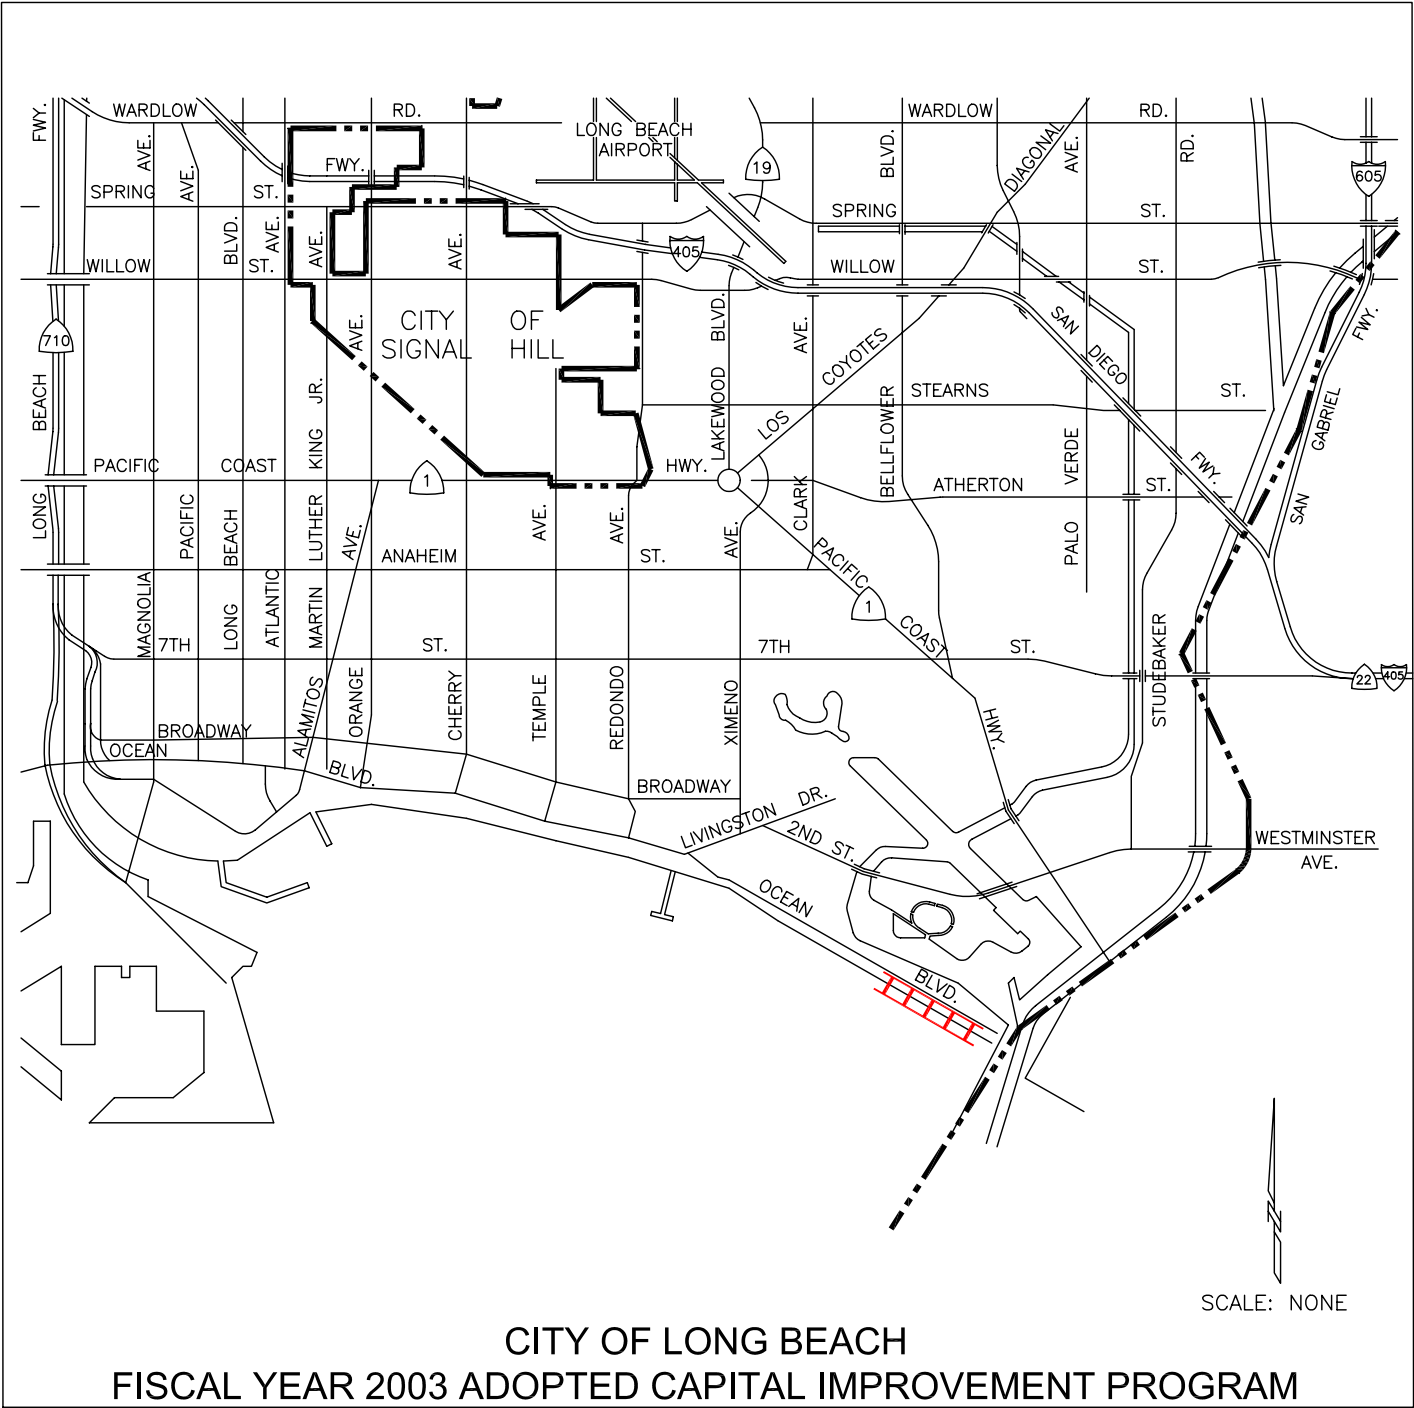 WARDLOW RD.
WARDLOW RD.
LONG BEACH
AIRPORT
FWY.
AVE.
AVE.
FWY.
19
BLVD.
DIAGONAL
AVE.
RD.
605
SPRING ST.
SPRING ST.
BLVD.
AVE.
AVE.
AVE.
405
WILLOW ST.
WILLOW ST.
710
CITY OF
SIGNAL HILL
AVE.
BLVD.
AVE.
COYOTES
SAN DIEGO
FWY.
FWY.
BEACH
JR.
LAKEWOOD
BELLFLOWER
STEARNS ST.
GABRIEL
LOS
VERDE
KING
PACIFIC COAST HWY.
1
ATHERTON ST.
LONG
PACIFIC
BEACH
LUTHER
AVE.
AVE.
AVE.
AVE.
CLARK
PALO
SAN
ANAHEIM ST.
PACIFIC
1
COAST
HWY.
MAGNOLIA
LONG
ATLANTIC
MARTIN
7TH ST.
7TH ST.
STUDEBAKER
22
405
ALAMITOS
ORANGE
CHERRY
TEMPLE
REDONDO
XIMENO
BROADWAY
OCEAN
BLVD.
BROADWAY
LIVINGSTON DR.
2ND ST.
WESTMINSTER
AVE.
OCEAN
BLVD.
SCALE: NONE
CITY OF LONG BEACH
FISCAL YEAR 2003 ADOPTED CAPITAL IMPROVEMENT PROGRAM